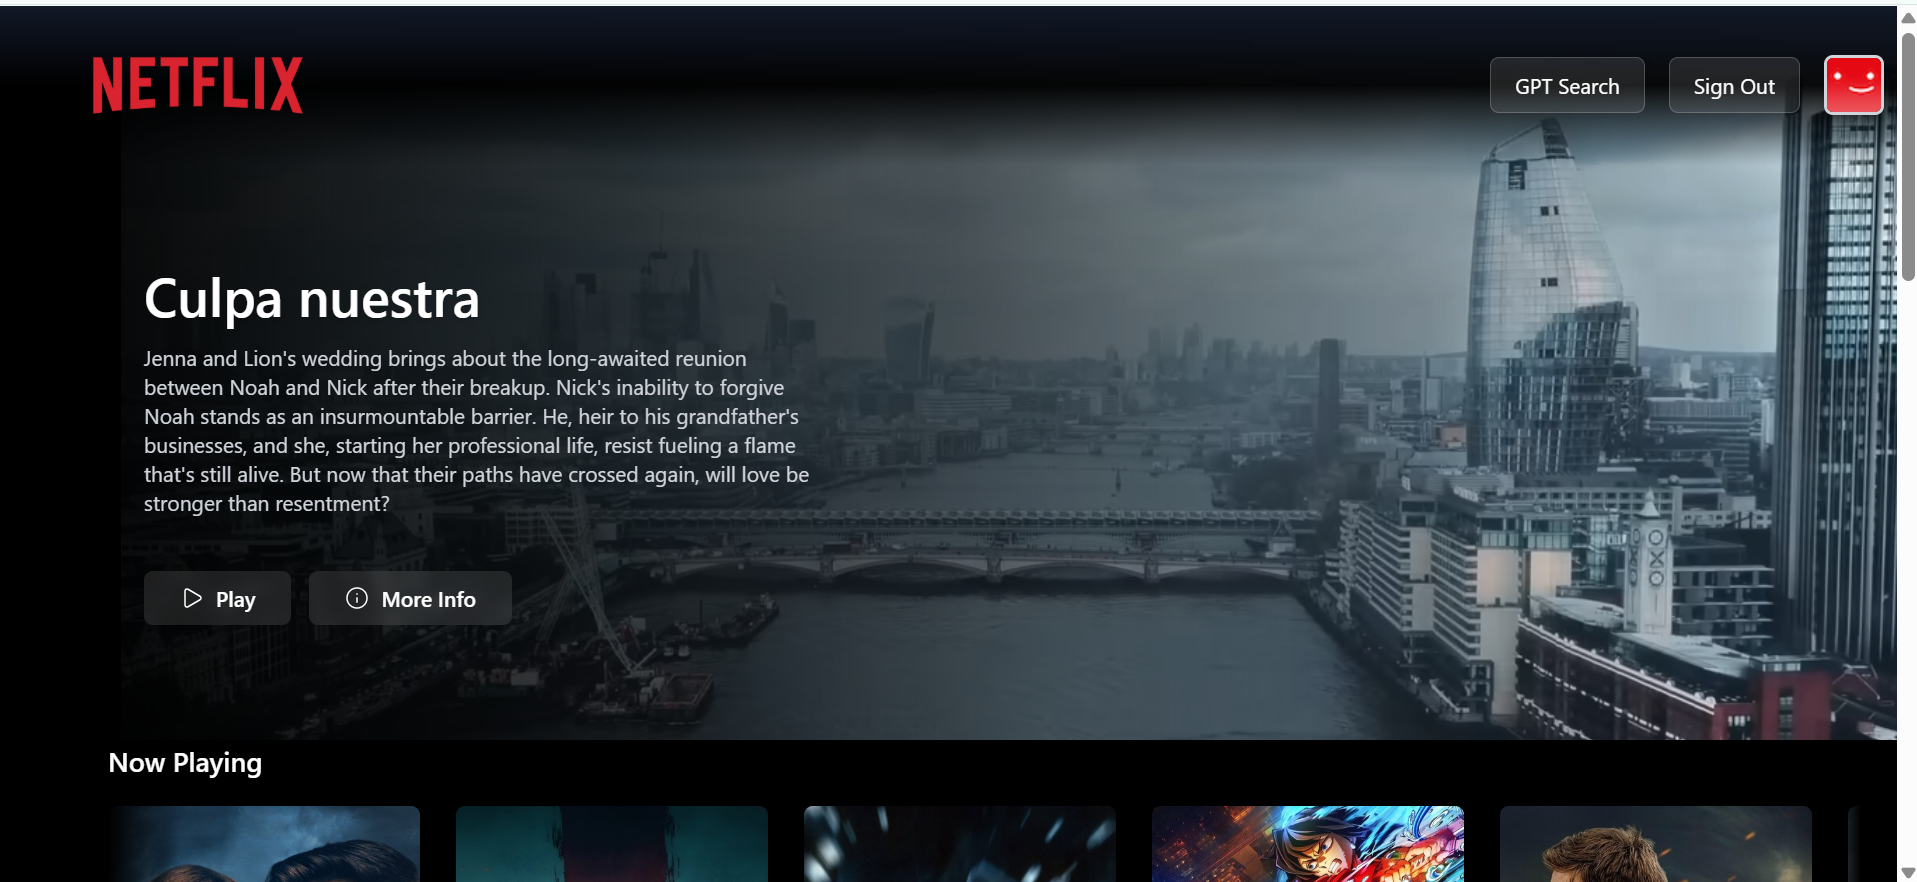 NETFLIX
GPT Search
Sign Out
Culpa nuestra
Jenna and Lion's wedding brings about the long-awaited reunion
between Noah and Nick after their breakup. Nick's inability to forgive
Noah stands as an insurmountable barrier. He, heir to his grandfather's
businesses, and she, starting her professional life, resist fueling a flame
that's still alive. But now that their paths have crossed again, will love be
stronger than resentment?
Play
More Info
OXO
Now Playing